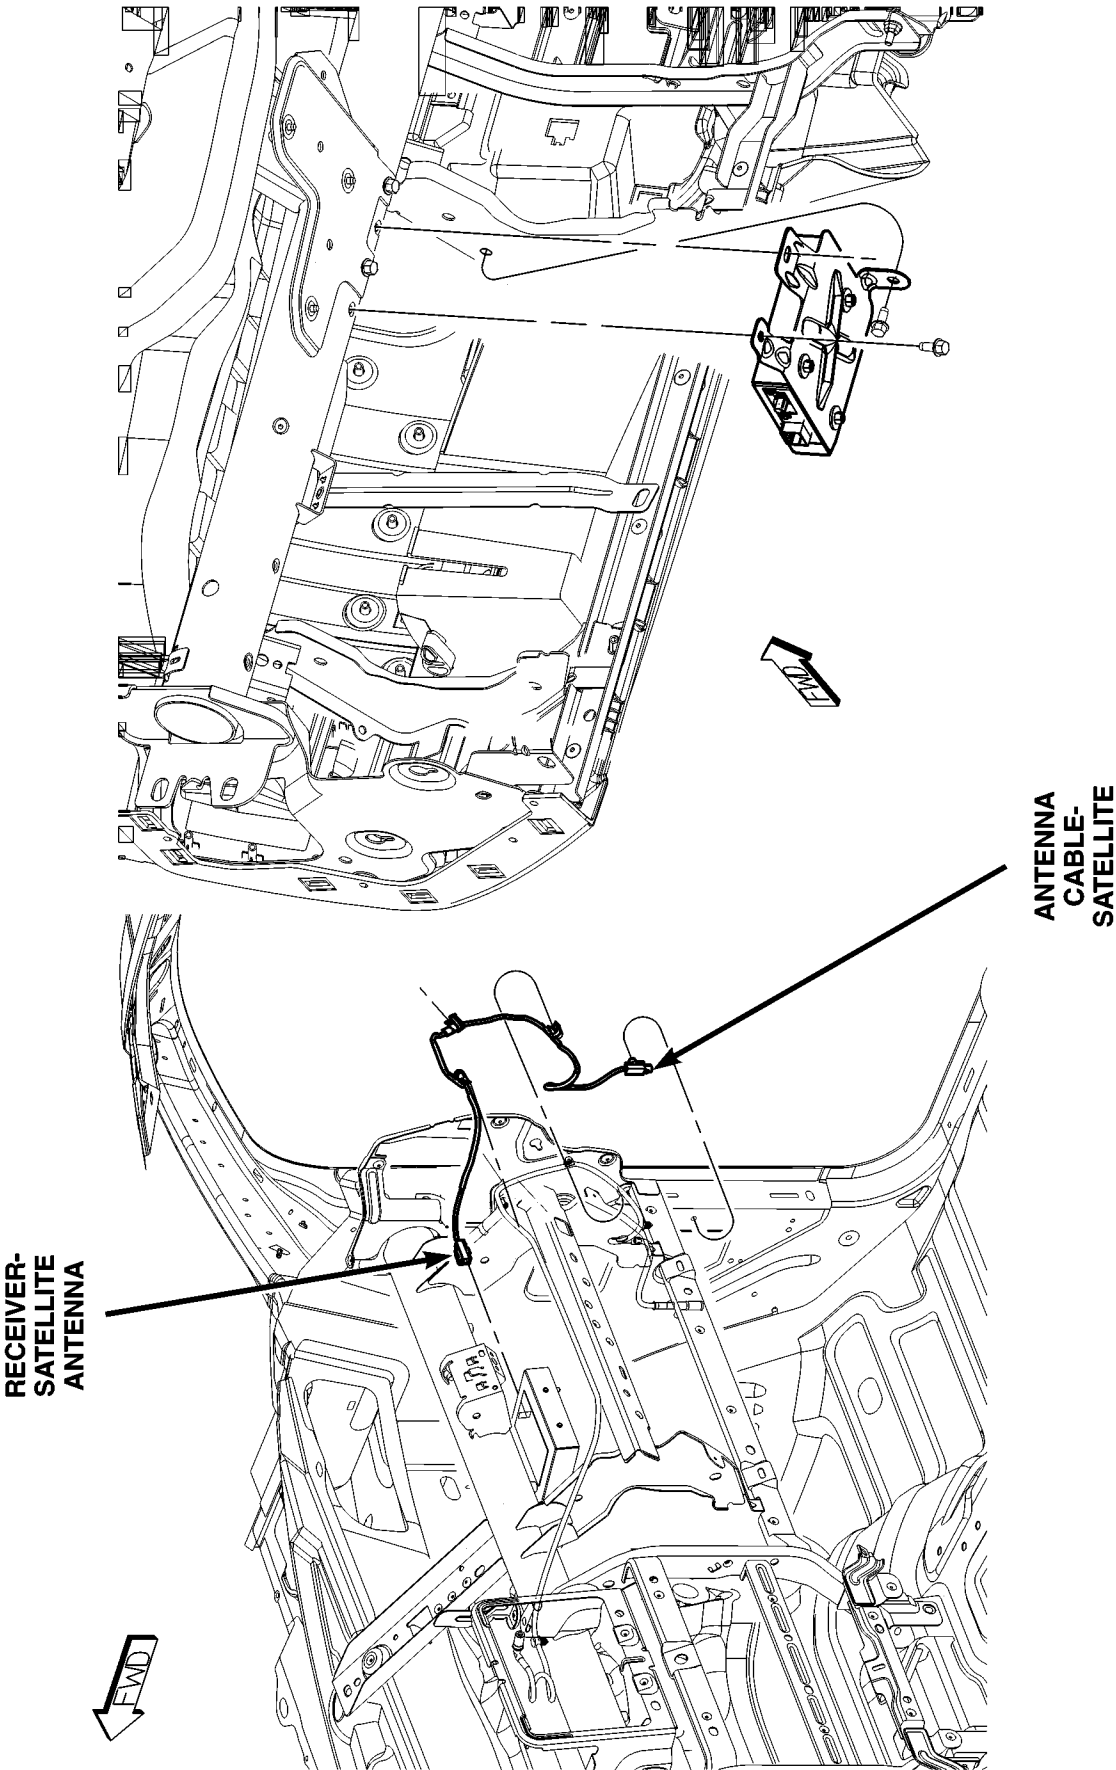 RECEIVER-
SATELLITE
ANTENNA
ANTENNA
CABLE-
SATELLITE
FWD
FWD